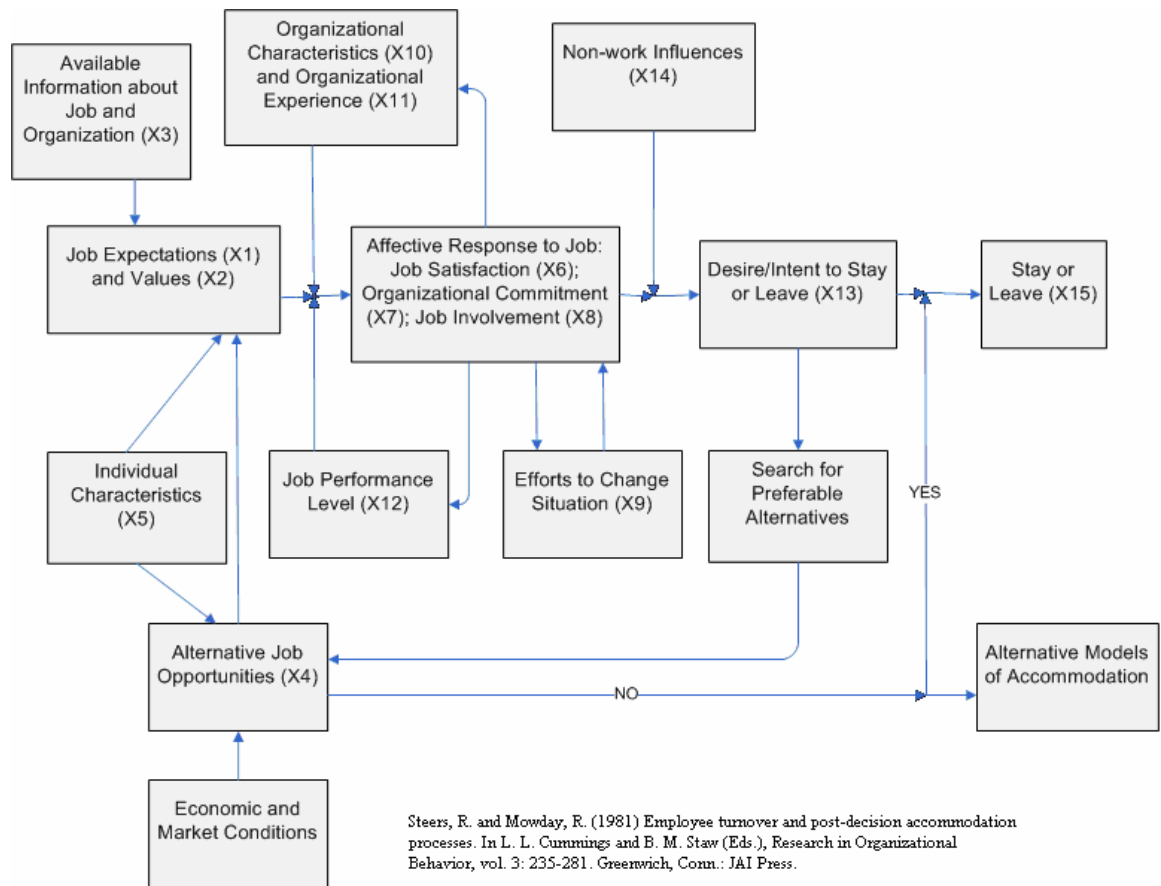 Available
Information about
Job and
Organization (X3)
Organizational
Characteristics (X10)
and Organizational
Experience (X11)
Non-work Influences
(X14)
Job Expectations (X1)
and Values (X2)
Affective Response to Job:
Job Satisfaction (X6);
Organizational Commitment
(X7); Job Involvement (X8)
Desire/Intent to Stay
or Leave (X13)
Stay or
Leave (X15)
Individual
Characteristics
(X5)
Job Performance
Level (X12)
Efforts to Change
Situation (X9)
Search for
Preferable
Alternatives
YES
Alternative Job
Opportunities (X4)
NO
Alternative Models
of Accommodation
Economic and
Market Conditions
Steers, R. and Mowday, R. (1981) Employee turnover and post-decision accommodation
processes. In L. L. Cummings and B. M. Staw (Eds.), Research in Organizational
Behavior, vol. 3: 235-281. Greenwich, Conn.: JAI Press.